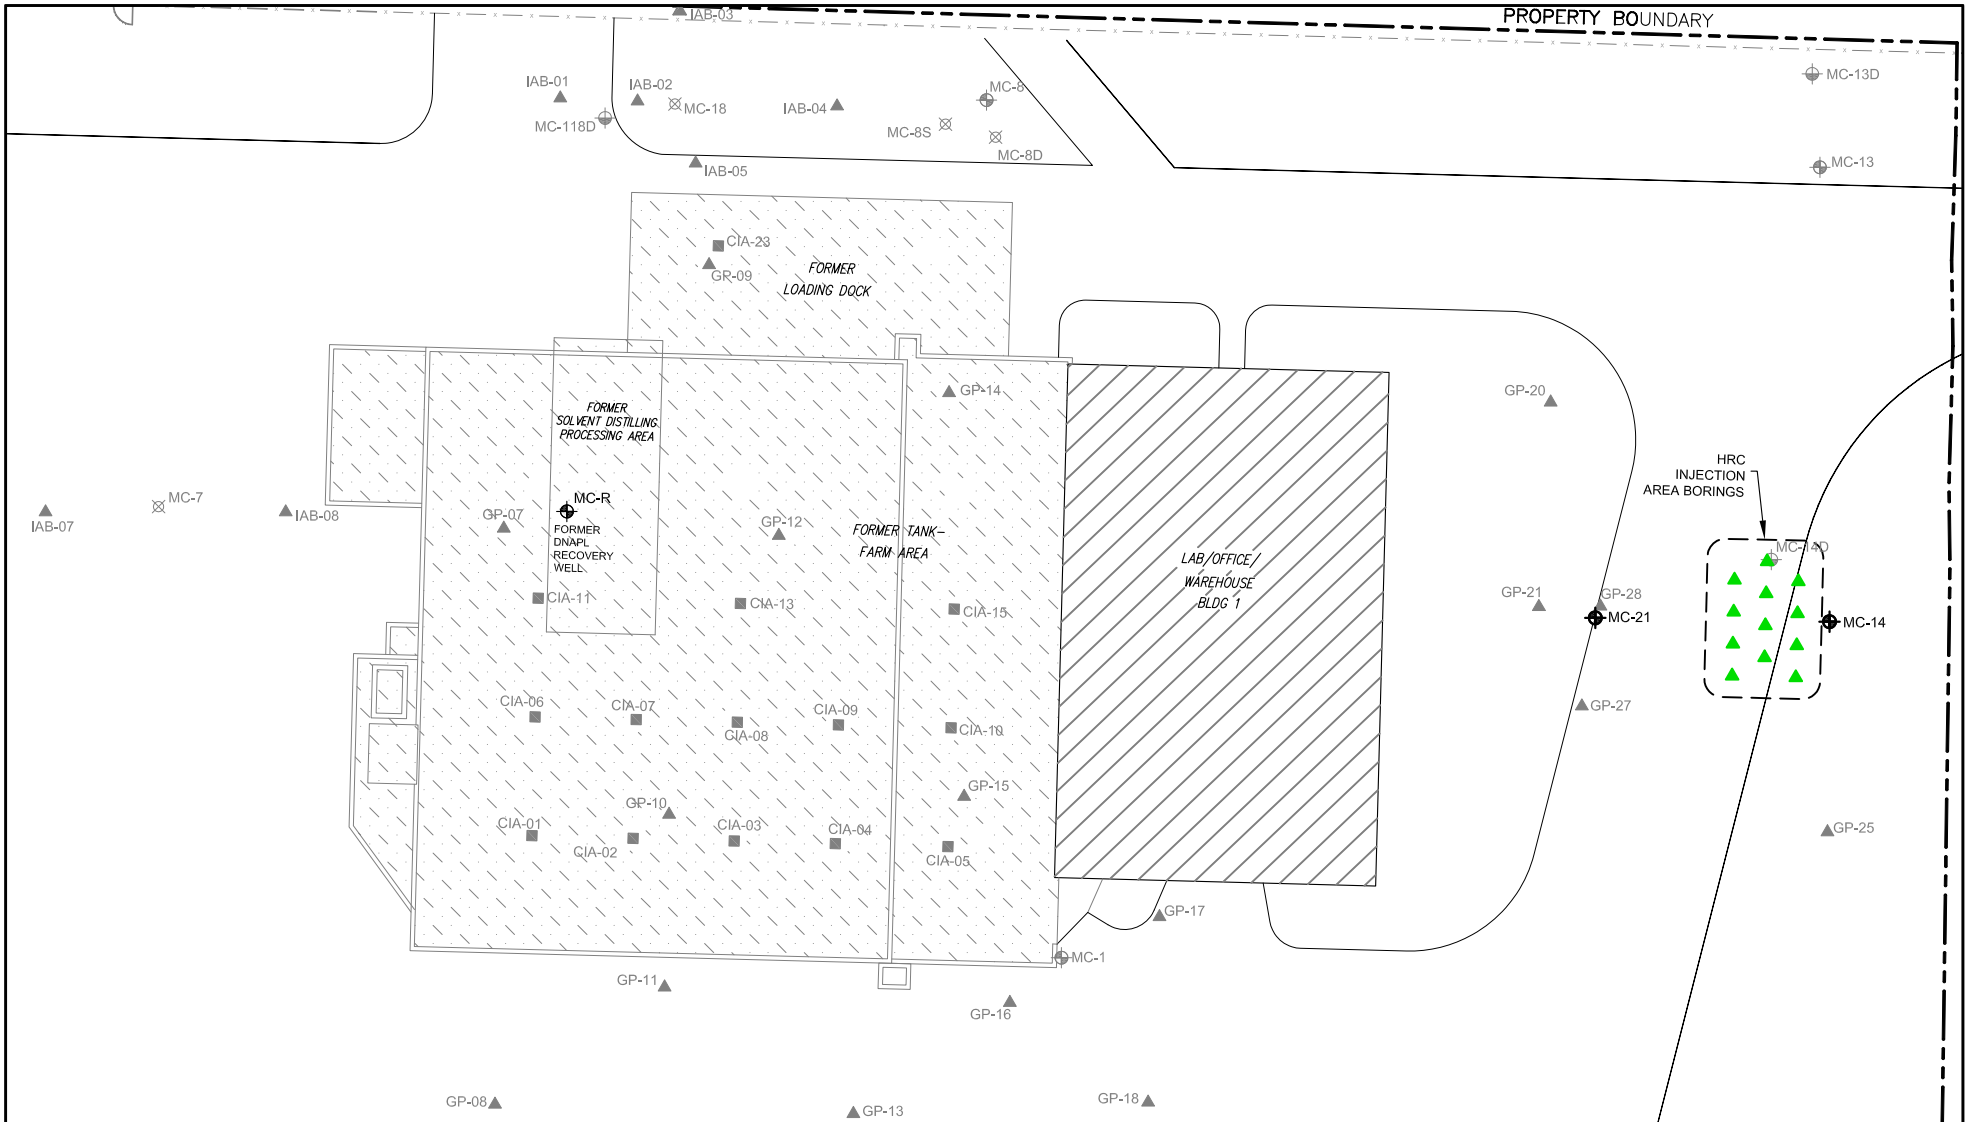 IAB-03
PROPERTY BOUNDARY
IAB-01
IAB-02
MC-18
MC-118D
IAB-04
MC-8
MC-8S
MC-8D
MC-13D
MC-13
IAB-05
CIA-23
GP-09
FORMER
LOADING DOCK
GP-14
GP-20
FORMER
SOLVENT DISTILLING
PROCESSING AREA
HRC
INJECTION
AREA BORINGS
IAB-07
MC-7
IAB-08
GP-07
MC-R
FORMER
DNAPL
RECOVERY
WELL
GP-12
FORMER TANK-
FARM AREA
LAB/OFFICE/
WAREHOUSE
BLDG 1
MC-14D
CIA-11
CIA-13
CIA-15
GP-21
GP-28
MC-21
MC-14
CIA-06
CIA-07
CIA-08
CIA-09
CIA-10
GP-27
GP-15
GP-10
CIA-01
CIA-02
CIA-03
CIA-04
CIA-05
GP-25
GP-17
MC-1
GP-11
GP-16
GP-08
GP-13
GP-18